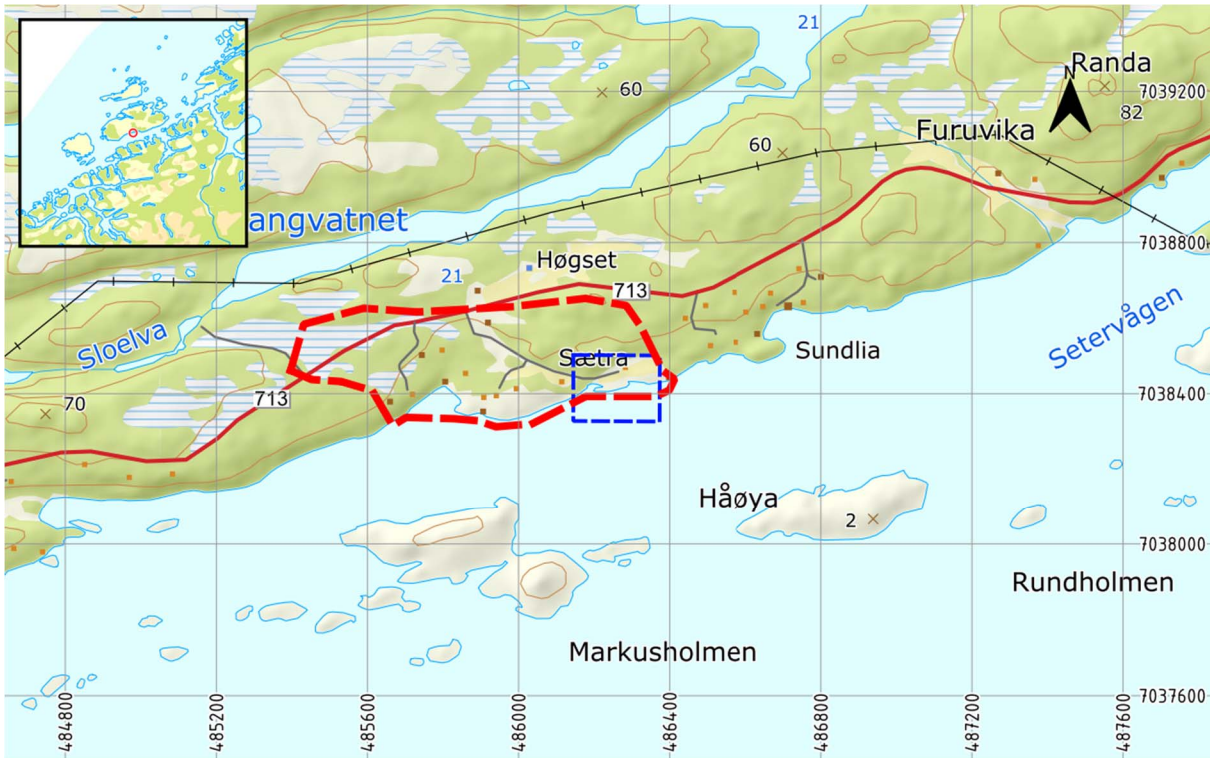 21
Randa
N
60
7039200
82
Furuvika
60
angvatnet
7038800
Høgset
21
713
Setervågen
Sloelva
Sætra
Sundlia
713
7038400
70
Håøya
2
7038000
Rundholmen
Markusholmen
7037600
484800
485200
485600
486000
486400
486800
487200
487600